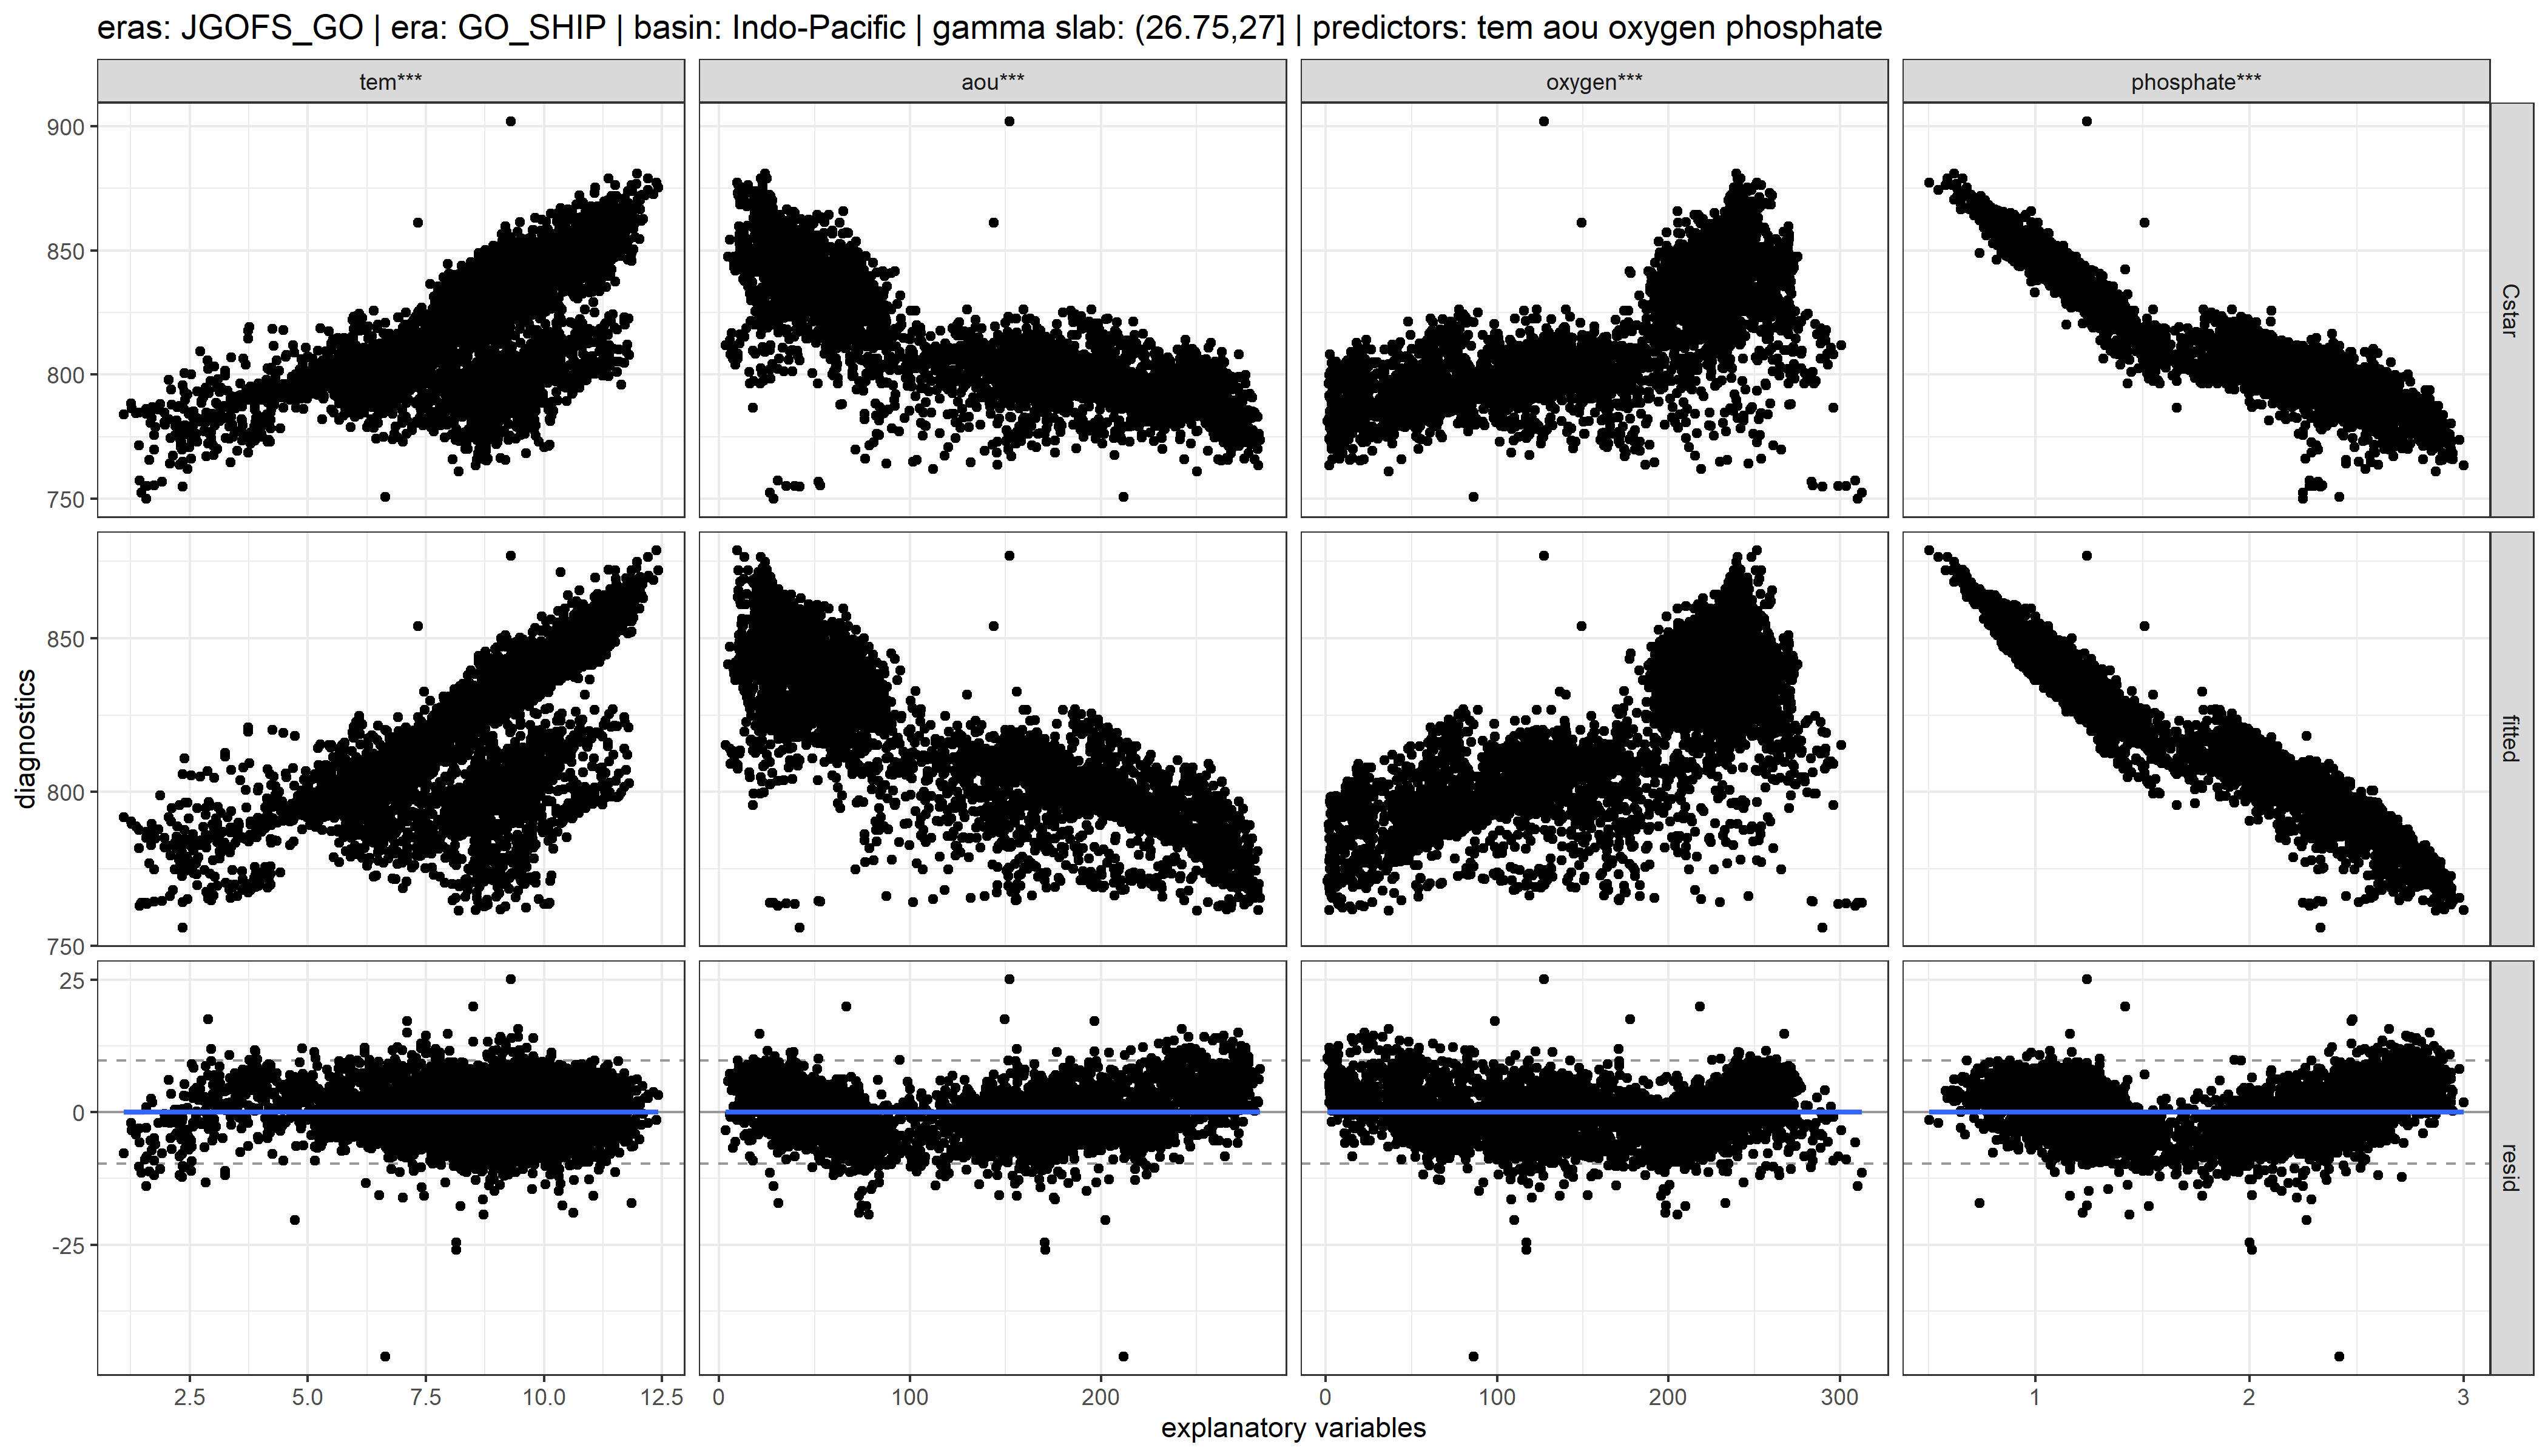 eras: JGOFS_GO | era: GO_SHIP | basin: Indo-Pacific | gamma slab: (26.75,27] | predictors: tem aou oxygen phosphate
tem*** aou*** oxygen*** phosphate***
900
850
800
750
Cstar
850
800
750
fitted
diagnostics
25
0
-25
resid
2.5 5.0 7.5 10.0 12.5 0 100 200 0 100 200 300 1 2 3
explanatory variables